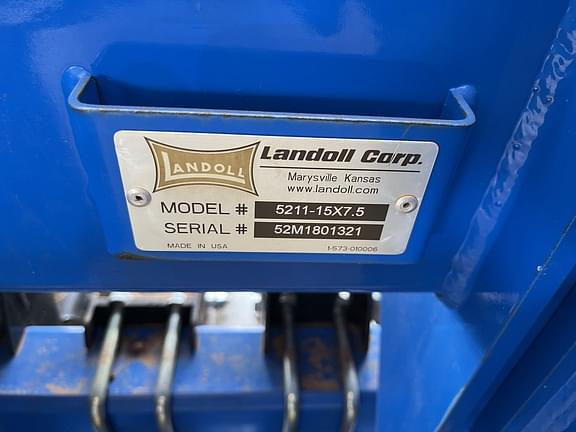 LANDOLL
Landoll Corp.
Marysville Kansas
www.landoll.com
MODEL # 5211-15X7.5
SERIAL # 52M1801321
MADE IN USA 1-573-010006